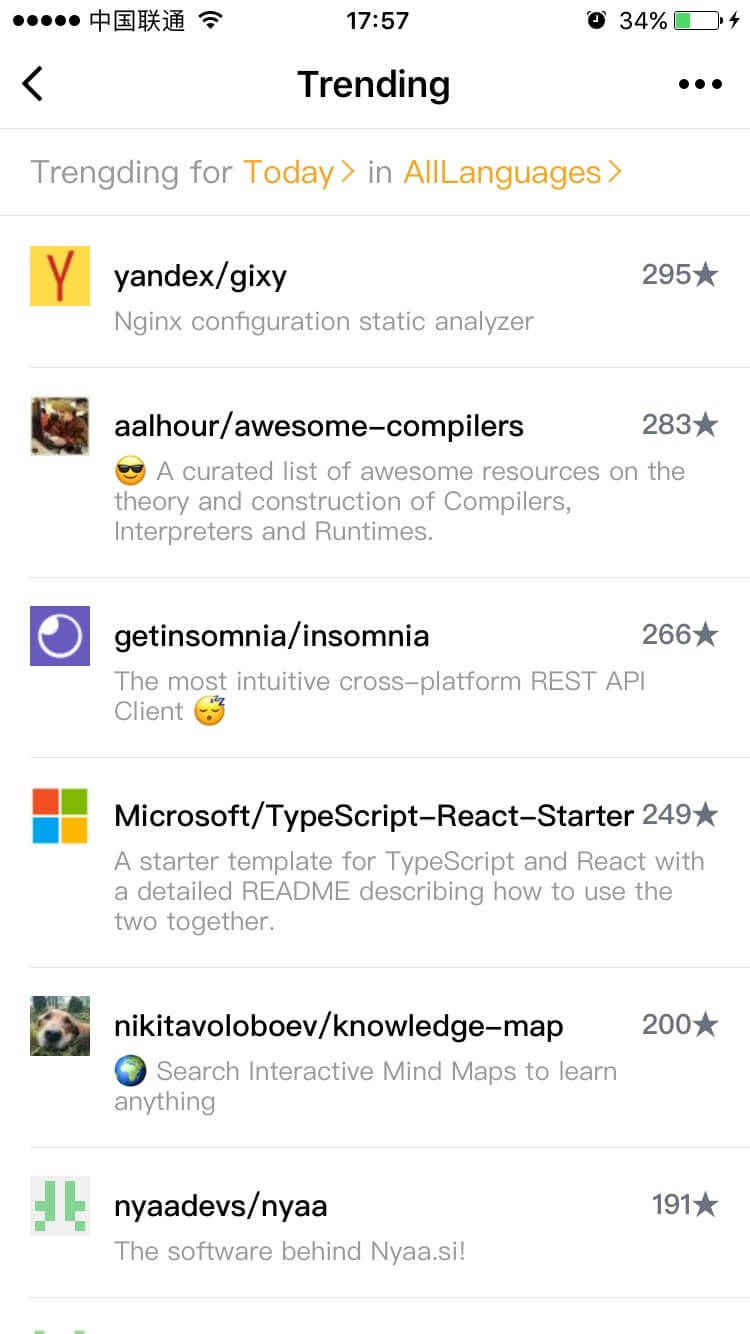 中国联通 17:57 34%
Trending
Trengding for Today > in AllLanguages >
yandex/gixy 295★
Nginx configuration static analyzer
aalhour/awesome-compilers 283★
😎 A curated list of awesome resources on the
theory and construction of Compilers,
Interpreters and Runtimes.
getinsomnia/insomnia 266★
The most intuitive cross-platform REST API
Client 😴
Microsoft/TypeScript-React-Starter 249★
A starter template for TypeScript and React with
a detailed README describing how to use the
two together.
nikitavoloboev/knowledge-map 200★
🌍 Search Interactive Mind Maps to learn
anything
nyaadevs/nyaa 191★
The software behind Nyaa.si!